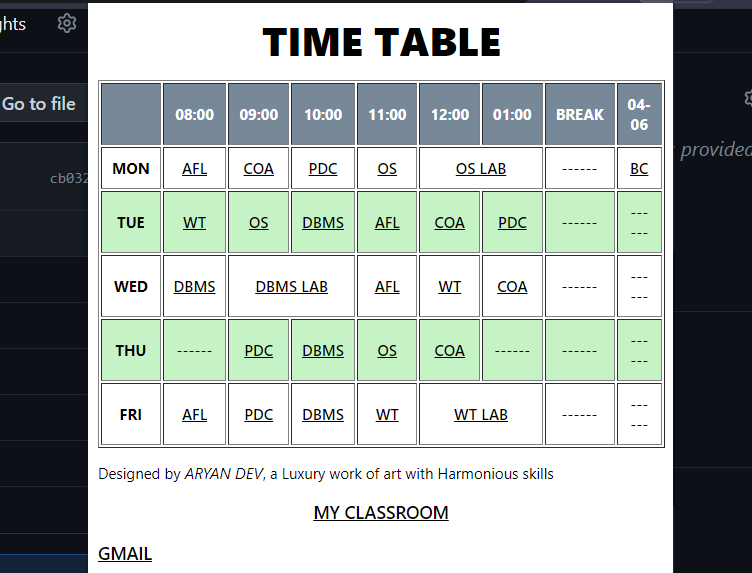 hts
TIME TABLE
Go to file
08:00 09:00 10:00 11:00 12:00 01:00 BREAK 04-
06
provided
MON AFL COA PDC OS OS LAB ------ BC
cb032
TUE WT OS DBMS AFL COA PDC ------ ---
---
WED DBMS DBMS LAB AFL WT COA ------ ---
---
THU ------ PDC DBMS OS COA ------ ------ ---
---
FRI AFL PDC DBMS WT WT LAB ------ ---
---
Designed by ARYAN DEV, a Luxury work of art with Harmonious skills
MY CLASSROOM
GMAIL